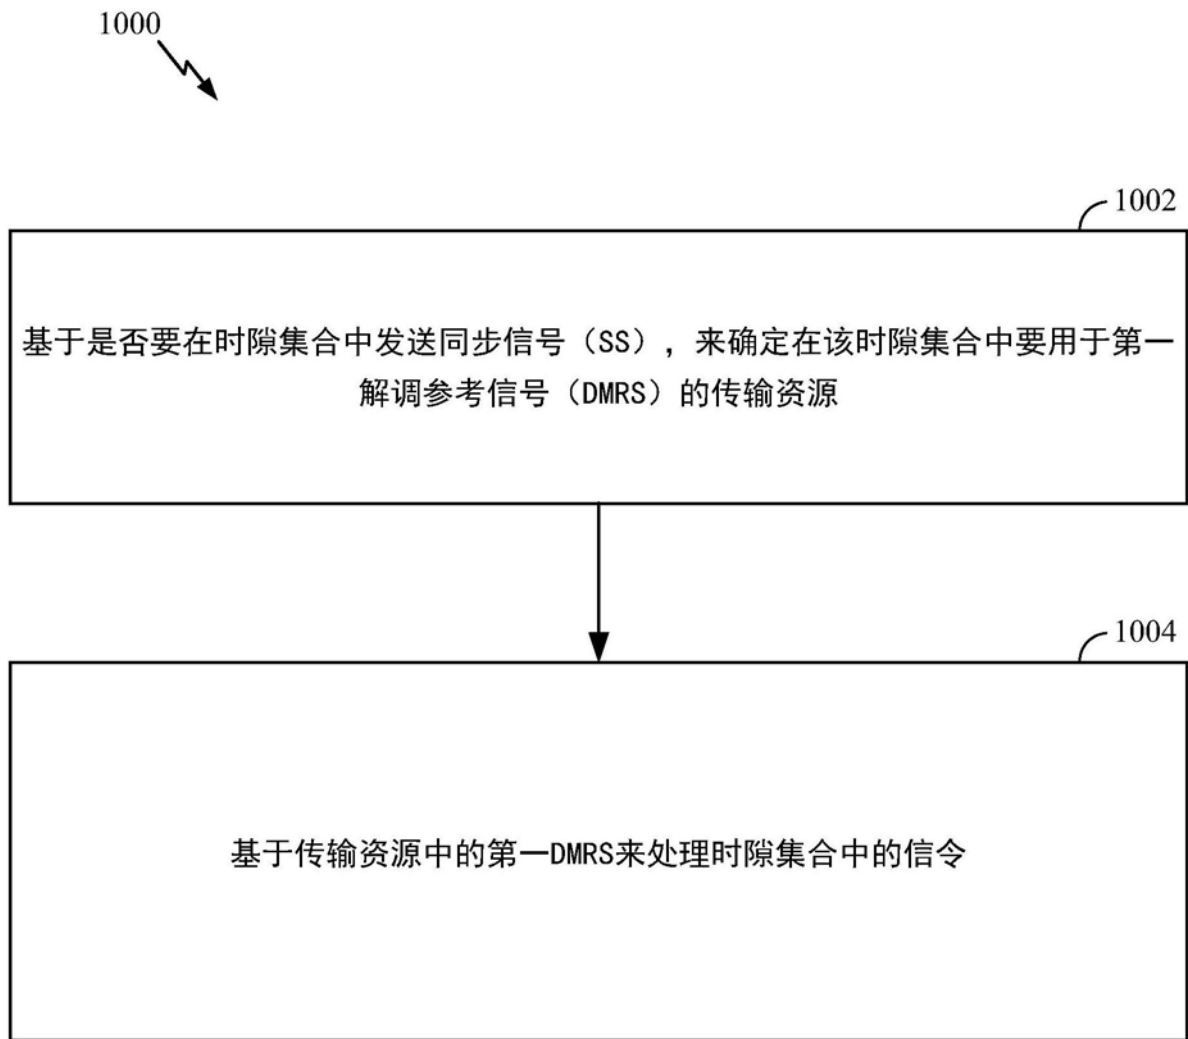 1000
1002
基于是否要在时隙集合中发送同步信号（SS），来确定在该时隙集合中要用于第一
解调参考信号（DMRS）的传输资源
1004
基于传输资源中的第一DMRS来处理时隙集合中的信令